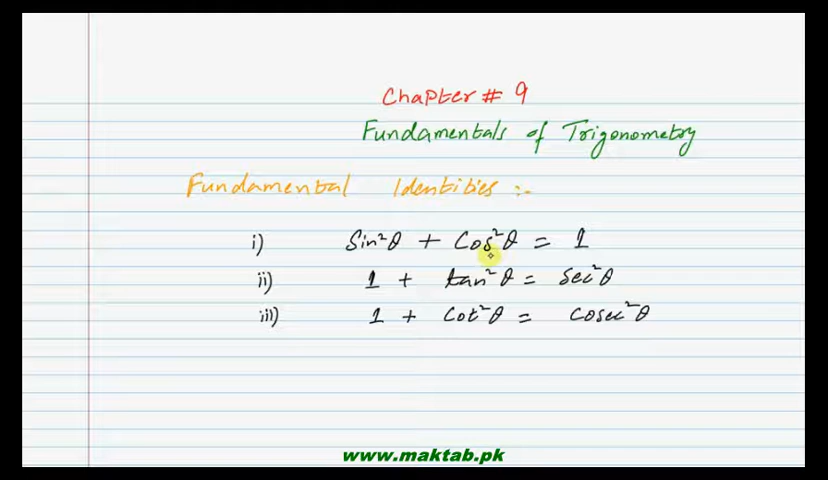 Chapter # 9
Fundamentals of Trigonometry
Fundamental Identities :-
i) Sin²θ + Cos²θ = 1
ii) 1 + tan²θ = Sec²θ
iii) 1 + Cot²θ = Cosec²θ
www.maktab.pk